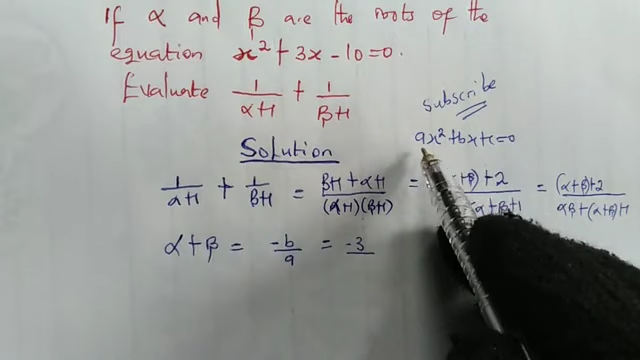 If α and β are the roots of the
equation x² + 3x - 10 = 0.
Evaluate 1/(α+1) + 1/(β+1)
subscribe
Solution
ax² + bx + c = 0
1/(α+1) + 1/(β+1) = (β+1 + α+1)/((α+1)(β+1)) = +β) + 2 / α + β + 1 = ((α+β)+2)/(αβ+(α+β)+1)
α + β = -b/a = -3